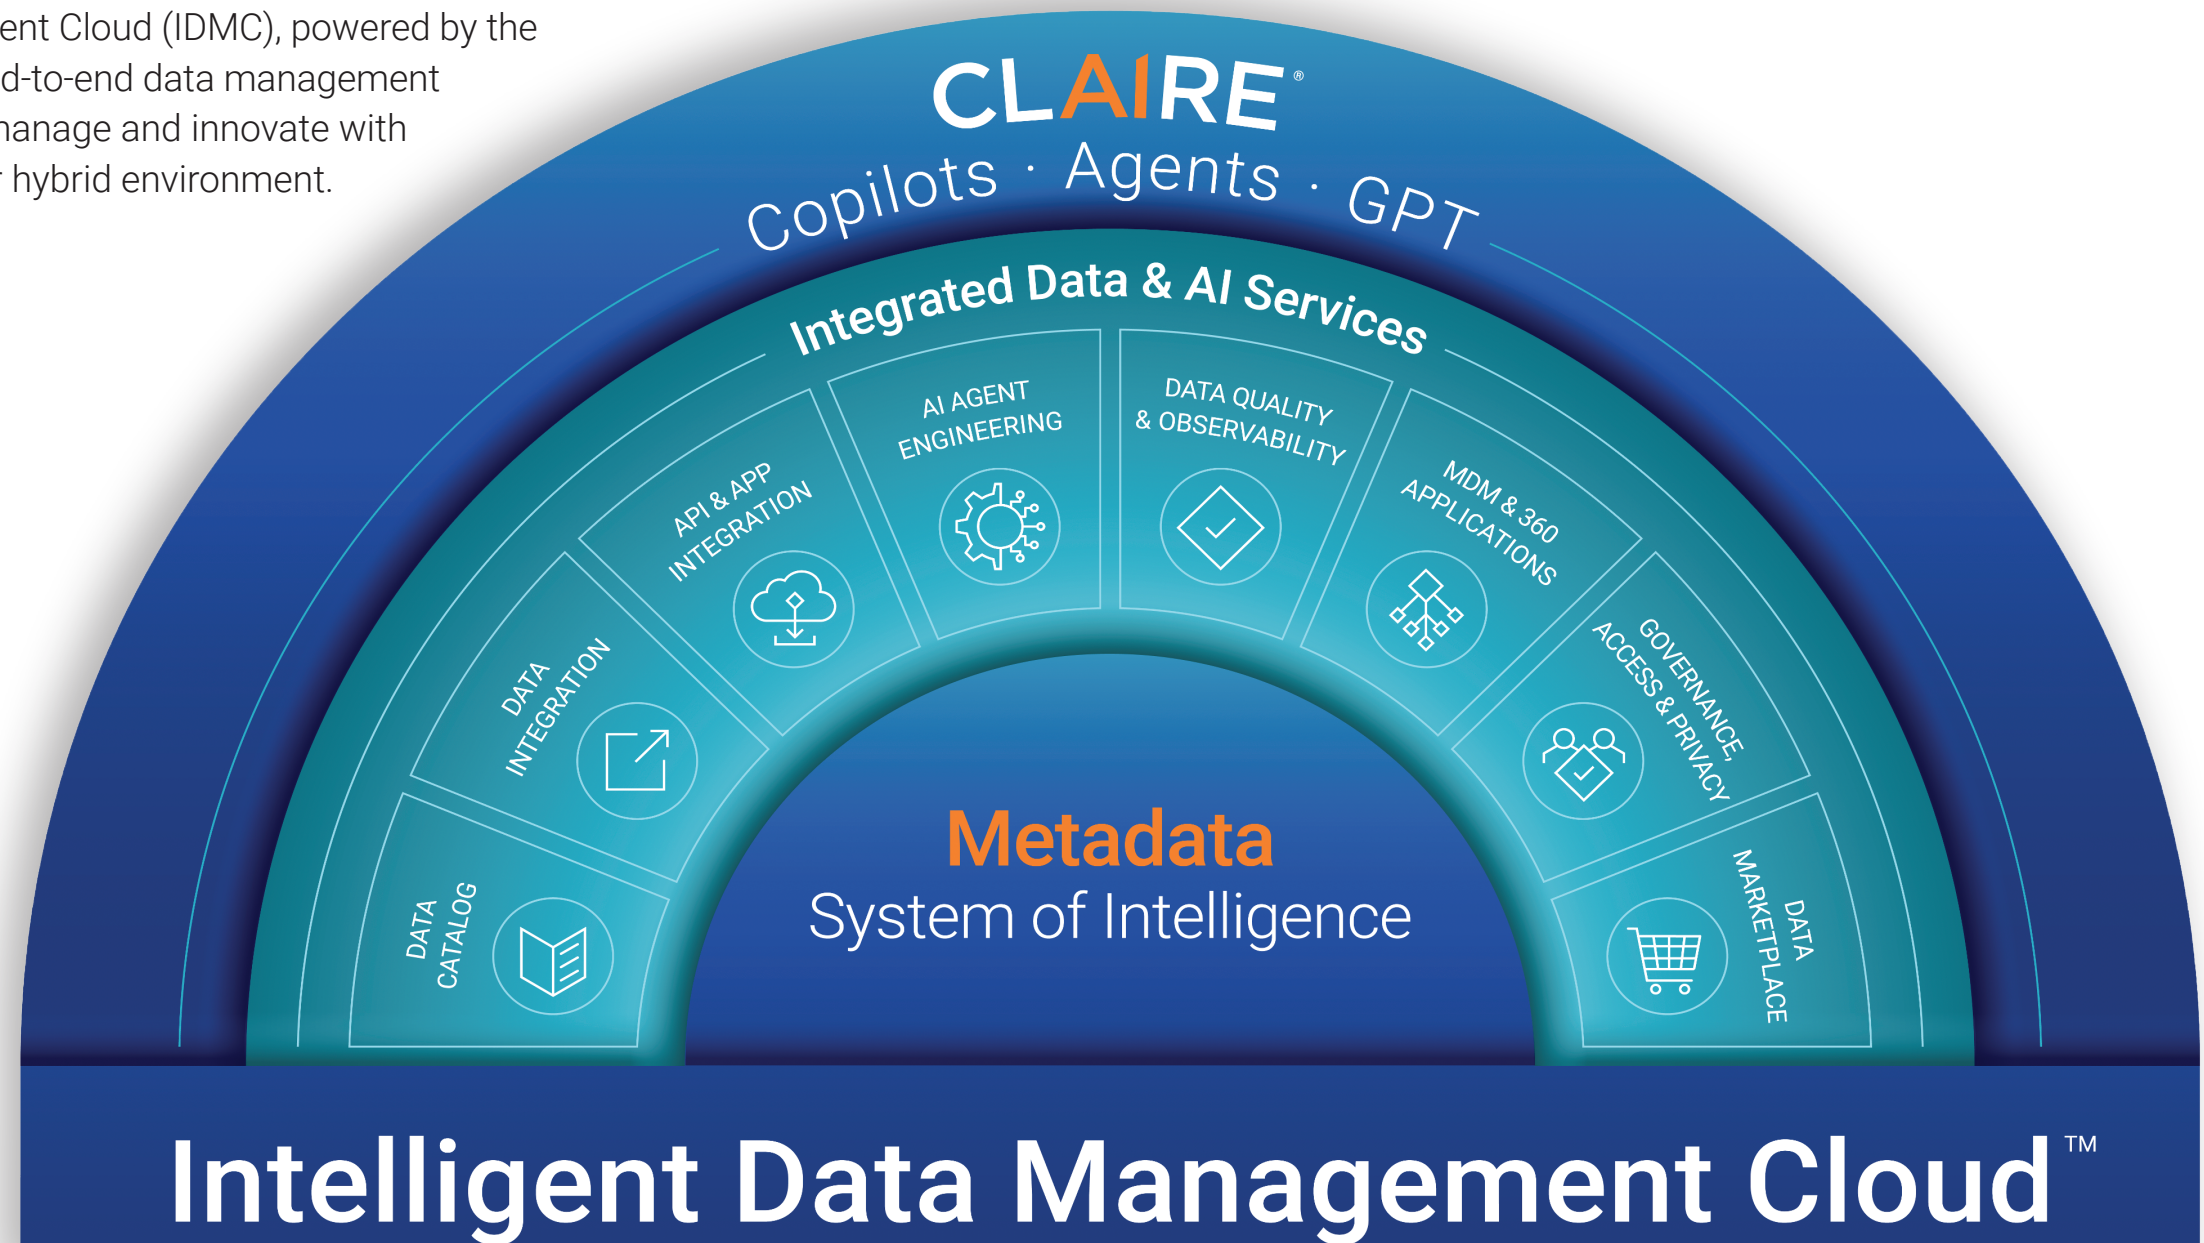 ent Cloud (IDMC), powered by the
d-to-end data management
nanage and innovate with
r hybrid environment.
CLAIRE®
Copilots · Agents · GPT
Integrated Data & AI Services
DATA
CATALOG
DATA
INTEGRATION
API & APP
INTEGRATION
AI AGENT
ENGINEERING
DATA QUALITY
& OBSERVABILITY
MDM & 360
APPLICATIONS
GOVERNANCE,
ACCESS & PRIVACY
DATA
MARKETPLACE
Metadata
System of Intelligence
Intelligent Data Management Cloud™